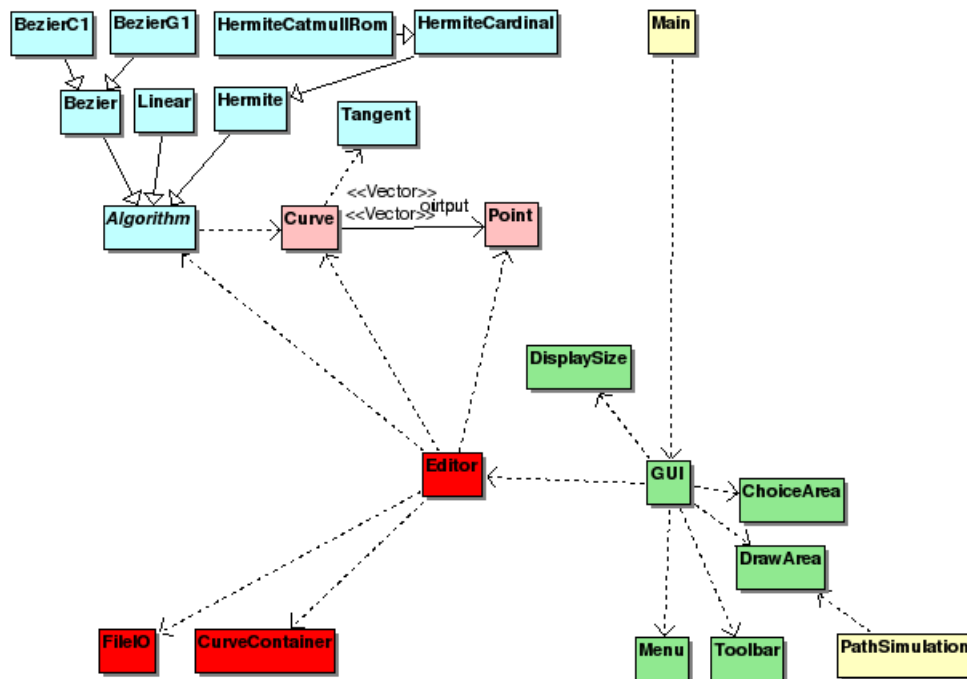 BezierC1
BezierG1
HermiteCatmullRom
HermiteCardinal
Main
Bezier
Linear
Hermite
Tangent
<<Vector>>
<<Vector>>
output
Algorithm
Curve
Point
DisplaySize
Editor
GUI
ChoiceArea
DrawArea
FileIO
CurveContainer
Menu
Toolbar
PathSimulation